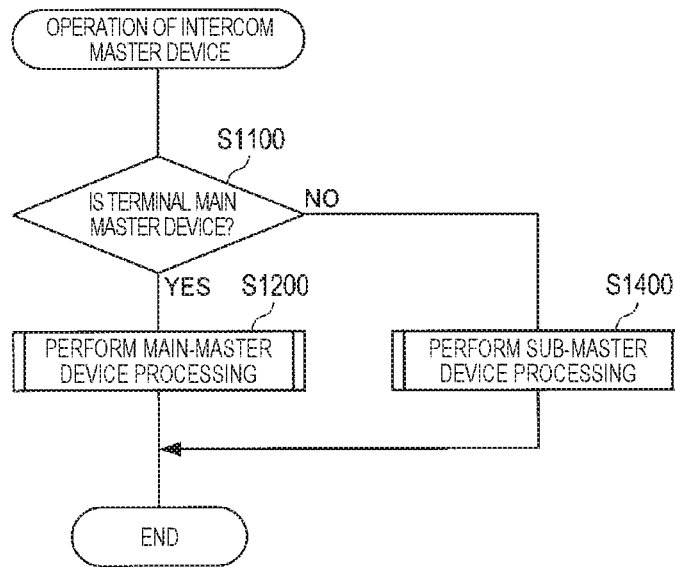 OPERATION OF INTERCOM
MASTER DEVICE
S1100
IS TERMINAL MAIN
MASTER DEVICE?
NO
YES
S1200
S1400
PERFORM MAIN-MASTER
DEVICE PROCESSING
PERFORM SUB-MASTER
DEVICE PROCESSING
END